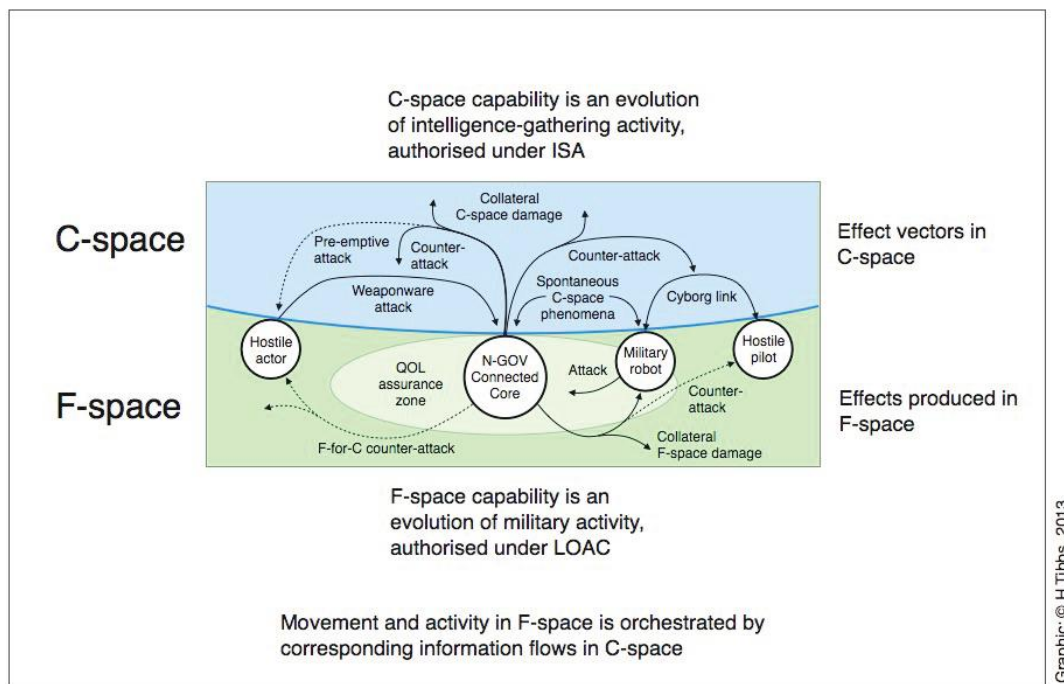 C-space capability is an evolution
of intelligence-gathering activity,
authorised under ISA
C-space
Collateral
C-space damage
Pre-emptive
attack
Counter-
attack
Counter-attack
Weaponware
attack
Spontaneous
C-space
phenomena
Cyborg link
Effect vectors in
C-space
F-space
Hostile
actor
QOL
assurance
zone
N-GOV
Connected
Core
Attack
Military
robot
Hostile
pilot
Counter-
attack
F-for-C counter-attack
Collateral
F-space damage
Effects produced in
F-space
F-space capability is an
evolution of military activity,
authorised under LOAC
Movement and activity in F-space is orchestrated by
corresponding information flows in C-space
Graphic: © H Tibbs, 2013